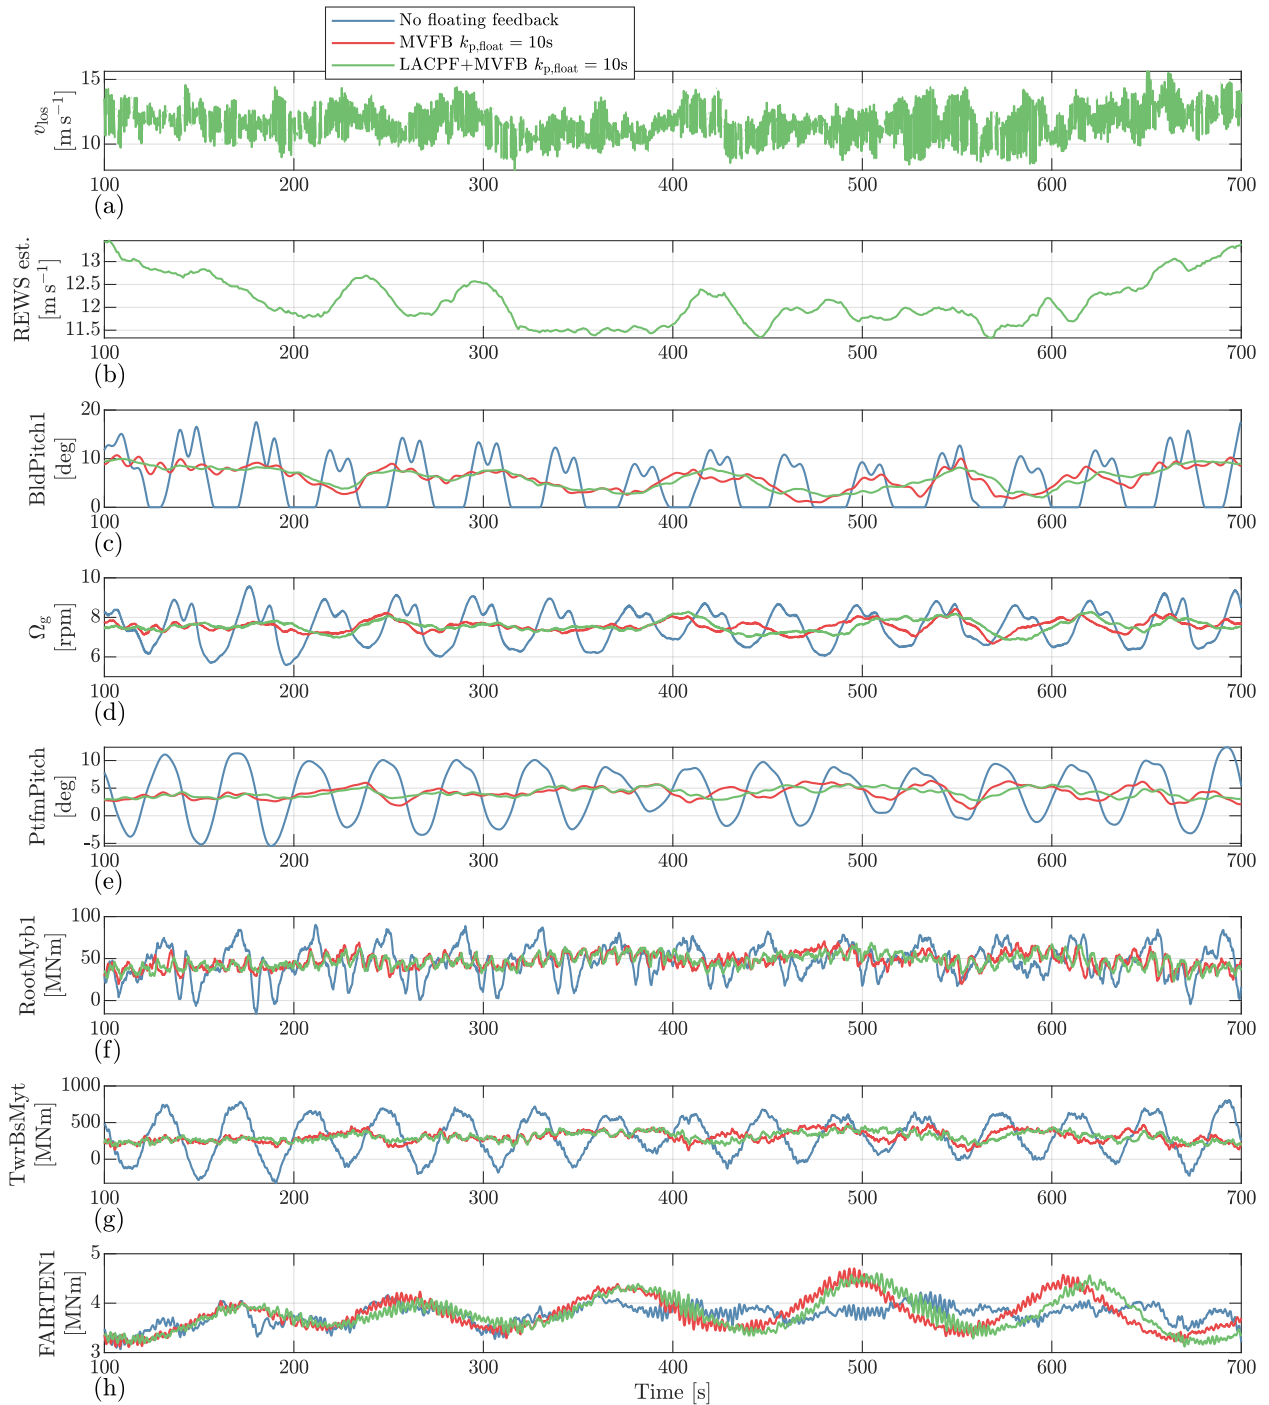 No floating feedback
MVFB kp,float = 10s
LACPF+MVFB kp,float = 10s
vlos
[m s−1]
15
10
100 200 300 400 500 600 700
(a)
REWS est.
[m s−1]
13
12.5
12
11.5
100 200 300 400 500 600 700
(b)
BldPitch1
[deg]
20
10
0
100 200 300 400 500 600 700
(c)
Ωg
[rpm]
10
8
6
100 200 300 400 500 600 700
(d)
PtfmPitch
[deg]
10
5
0
-5
100 200 300 400 500 600 700
(e)
RootMyb1
[MNm]
100
50
0
100 200 300 400 500 600 700
(f)
TwrBsMyt
[MNm]
1000
500
0
100 200 300 400 500 600 700
(g)
FAIRTEN1
[MNm]
5
4
3
100 200 300 400 500 600 700
Time [s]
(h)